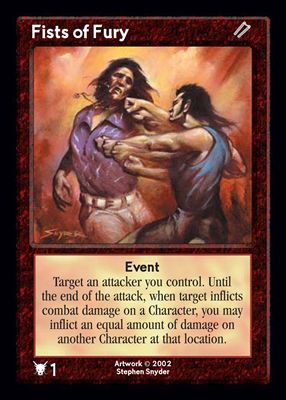 Fists of Fury
Snyder
Event
Target an attacker you control. Until
the end of the attack, when target inflicts
combat damage on a Character, you may
inflict an equal amount of damage on
another Character at that location.
1
Artwork © 2002
Stephen Snyder